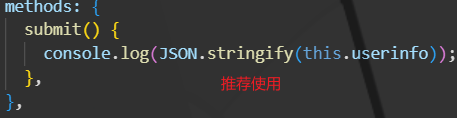 methods: {
submit() {
console.log(JSON.stringify(this.userinfo));
},
推荐使用
},